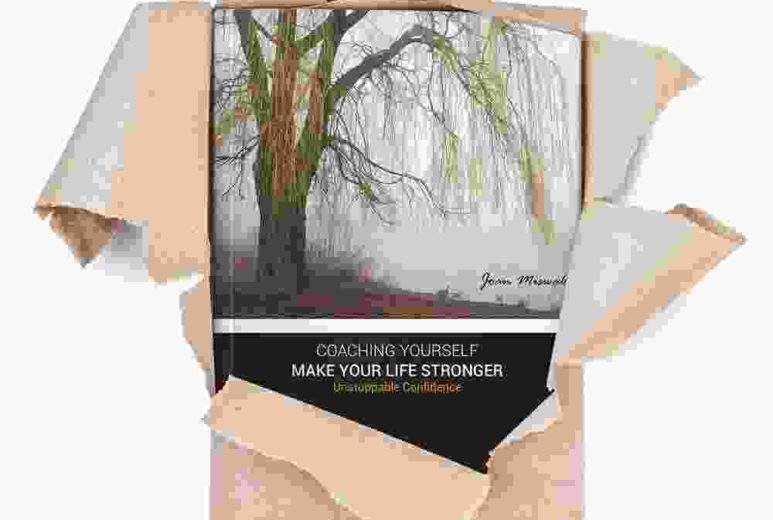 Joan
COACHING YOURSELF
MAKE YOUR LIFE STRONGER
Unstoppable Confidence